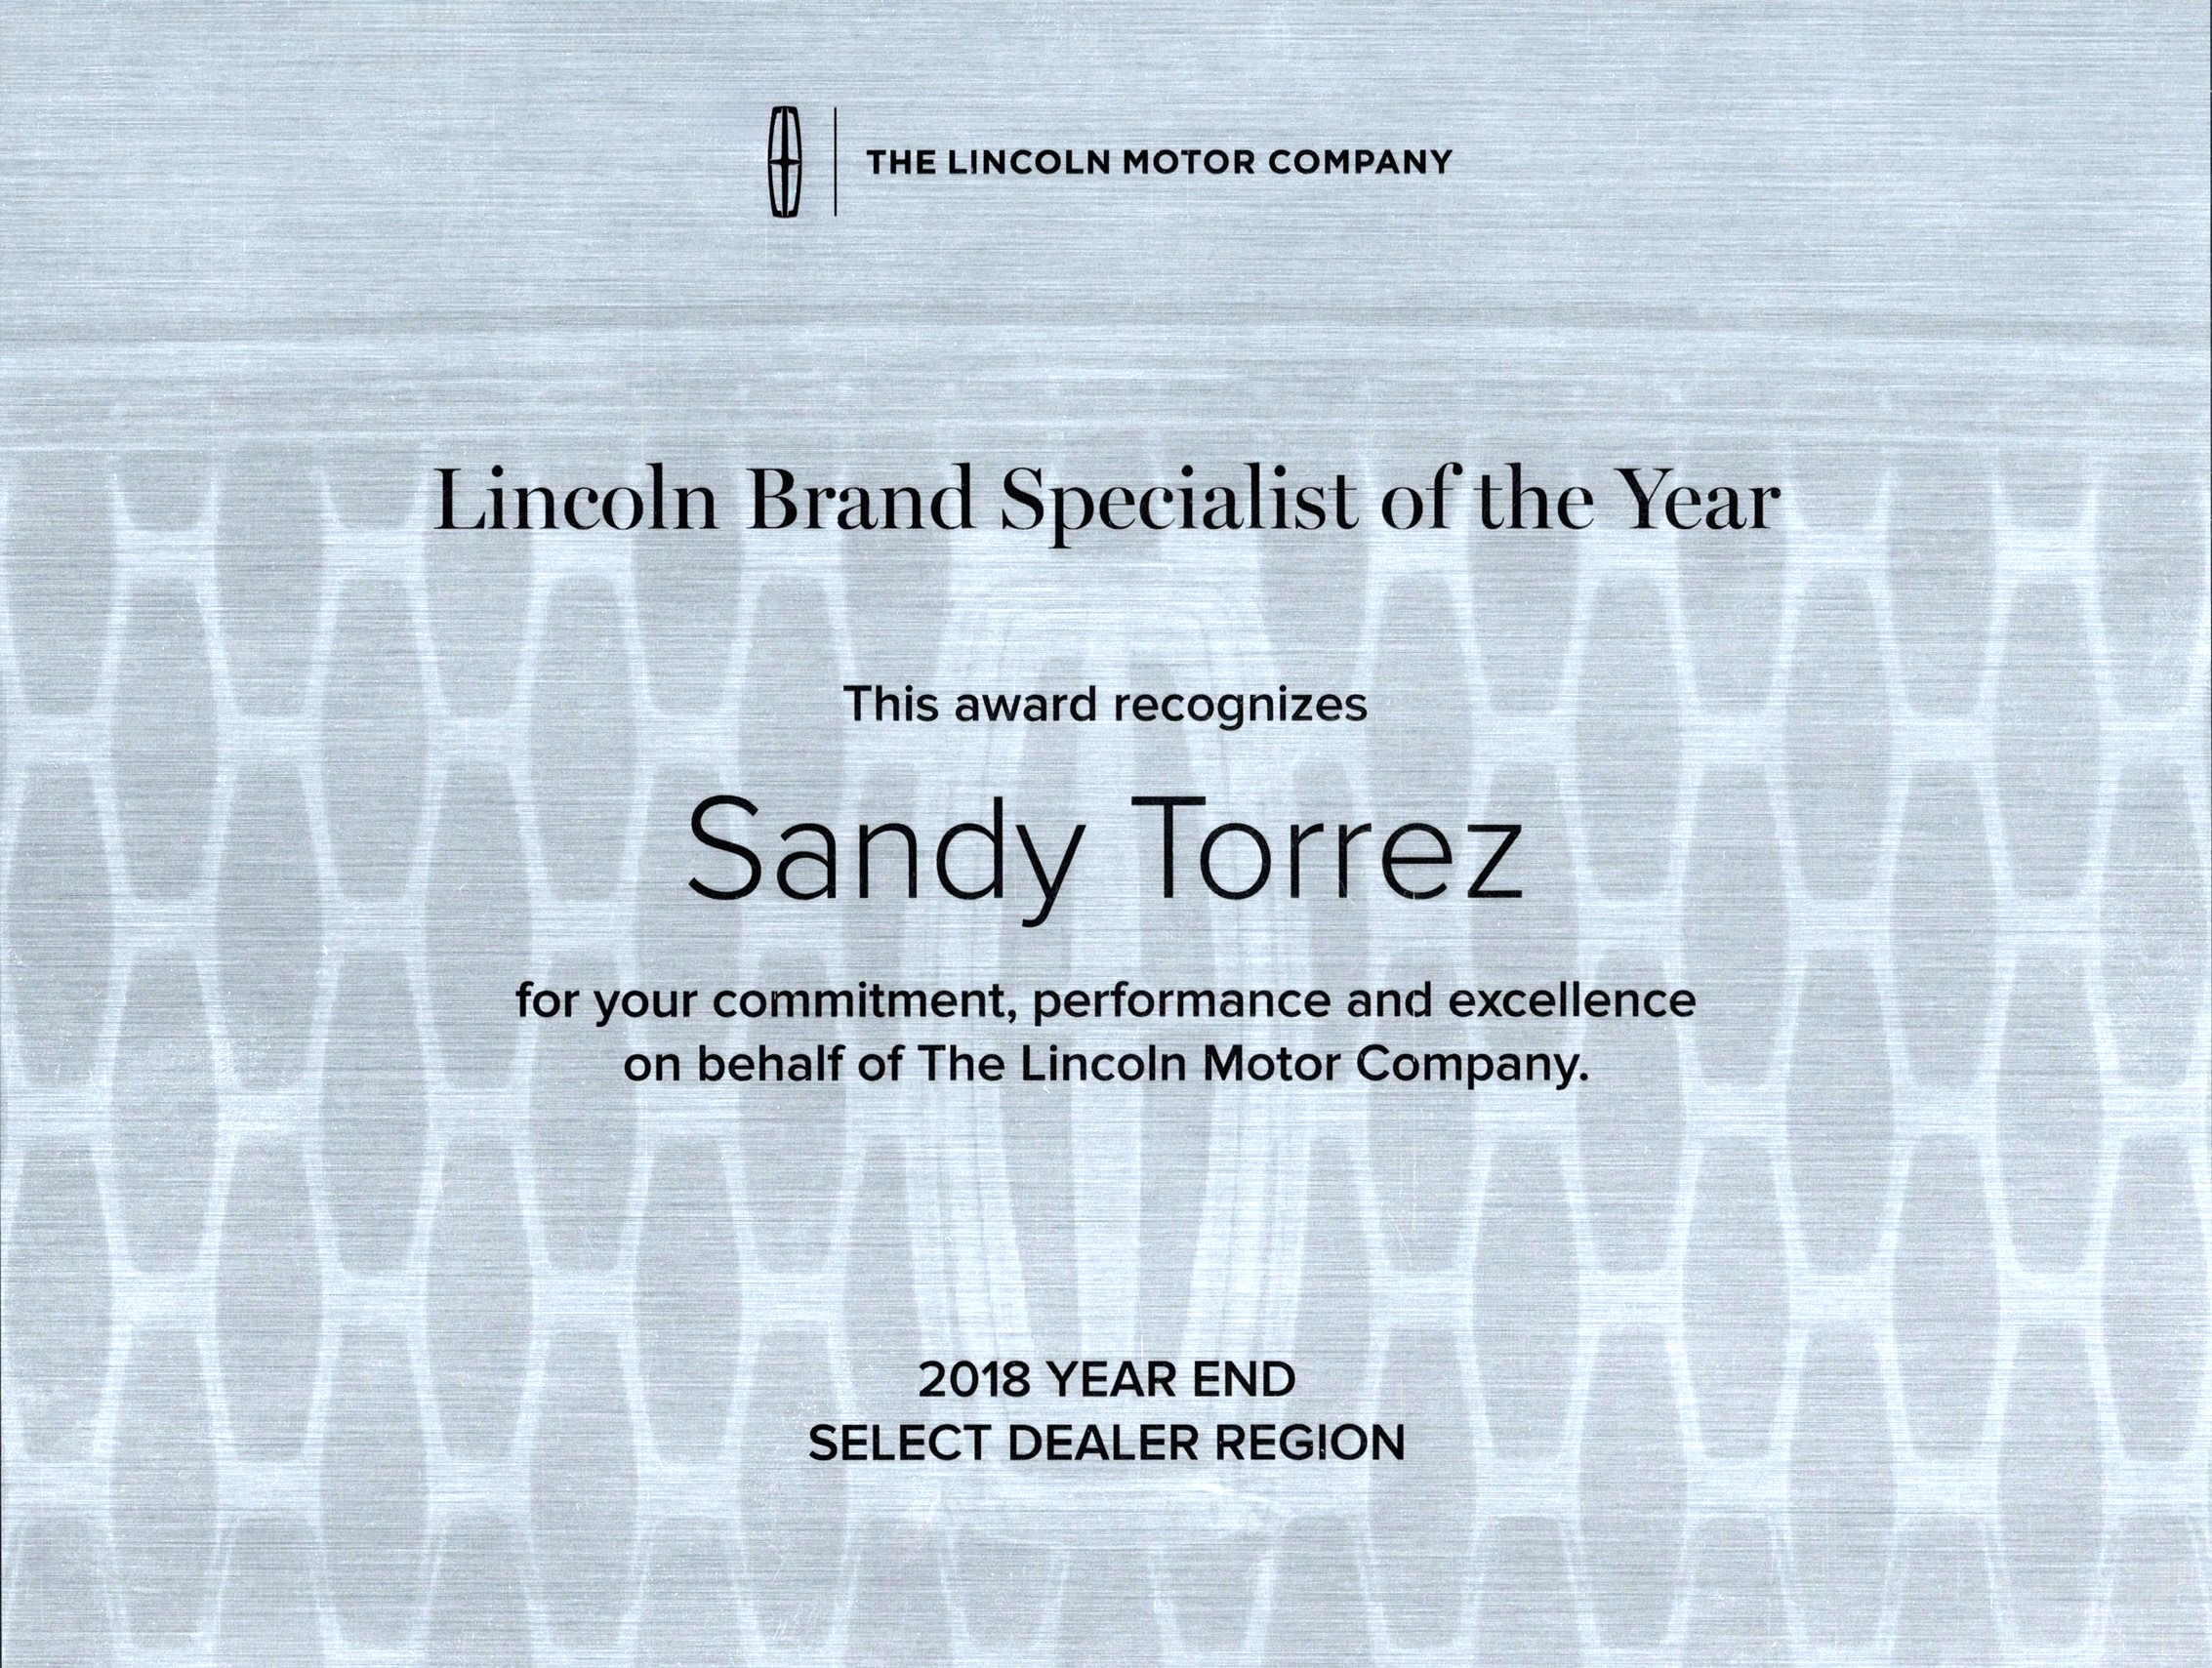 THE LINCOLN MOTOR COMPANY
Lincoln Brand Specialist of the Year
This award recognizes
Sandy Torrez
for your commitment, performance and excellence
on behalf of The Lincoln Motor Company.
2018 YEAR END
SELECT DEALER REGION